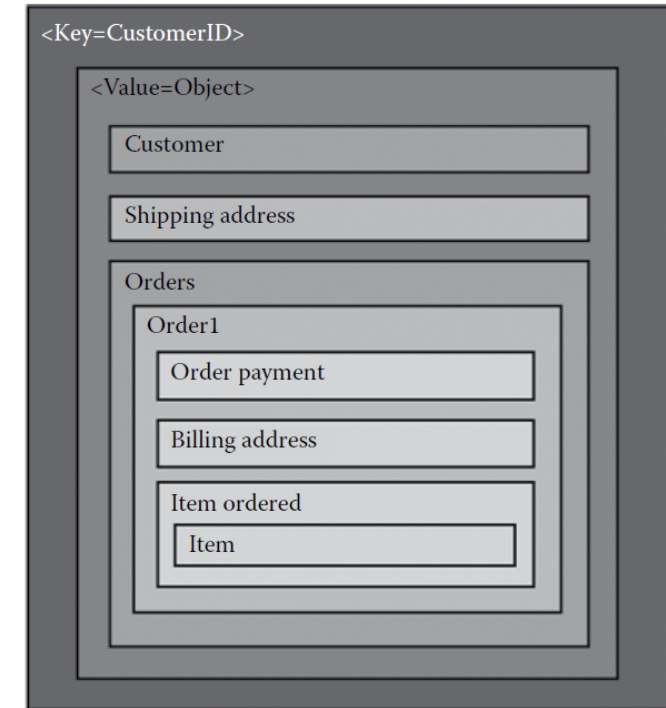 <Key=CustomerID>
<Value=Object>
Customer
Shipping address
Orders
Order1
Order payment
Billing address
Item ordered
Item